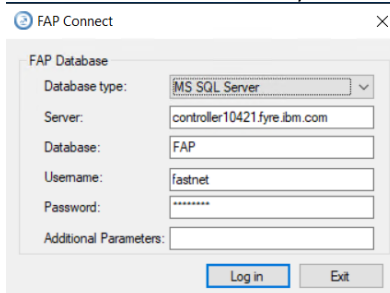 FAP Connect
FAP Database
Database type: MS SQL Server
Server: controller10421.fyre.ibm.com
Database: FAP
Username: fastnet
Password: ********
Additional Parameters:
Log in Exit